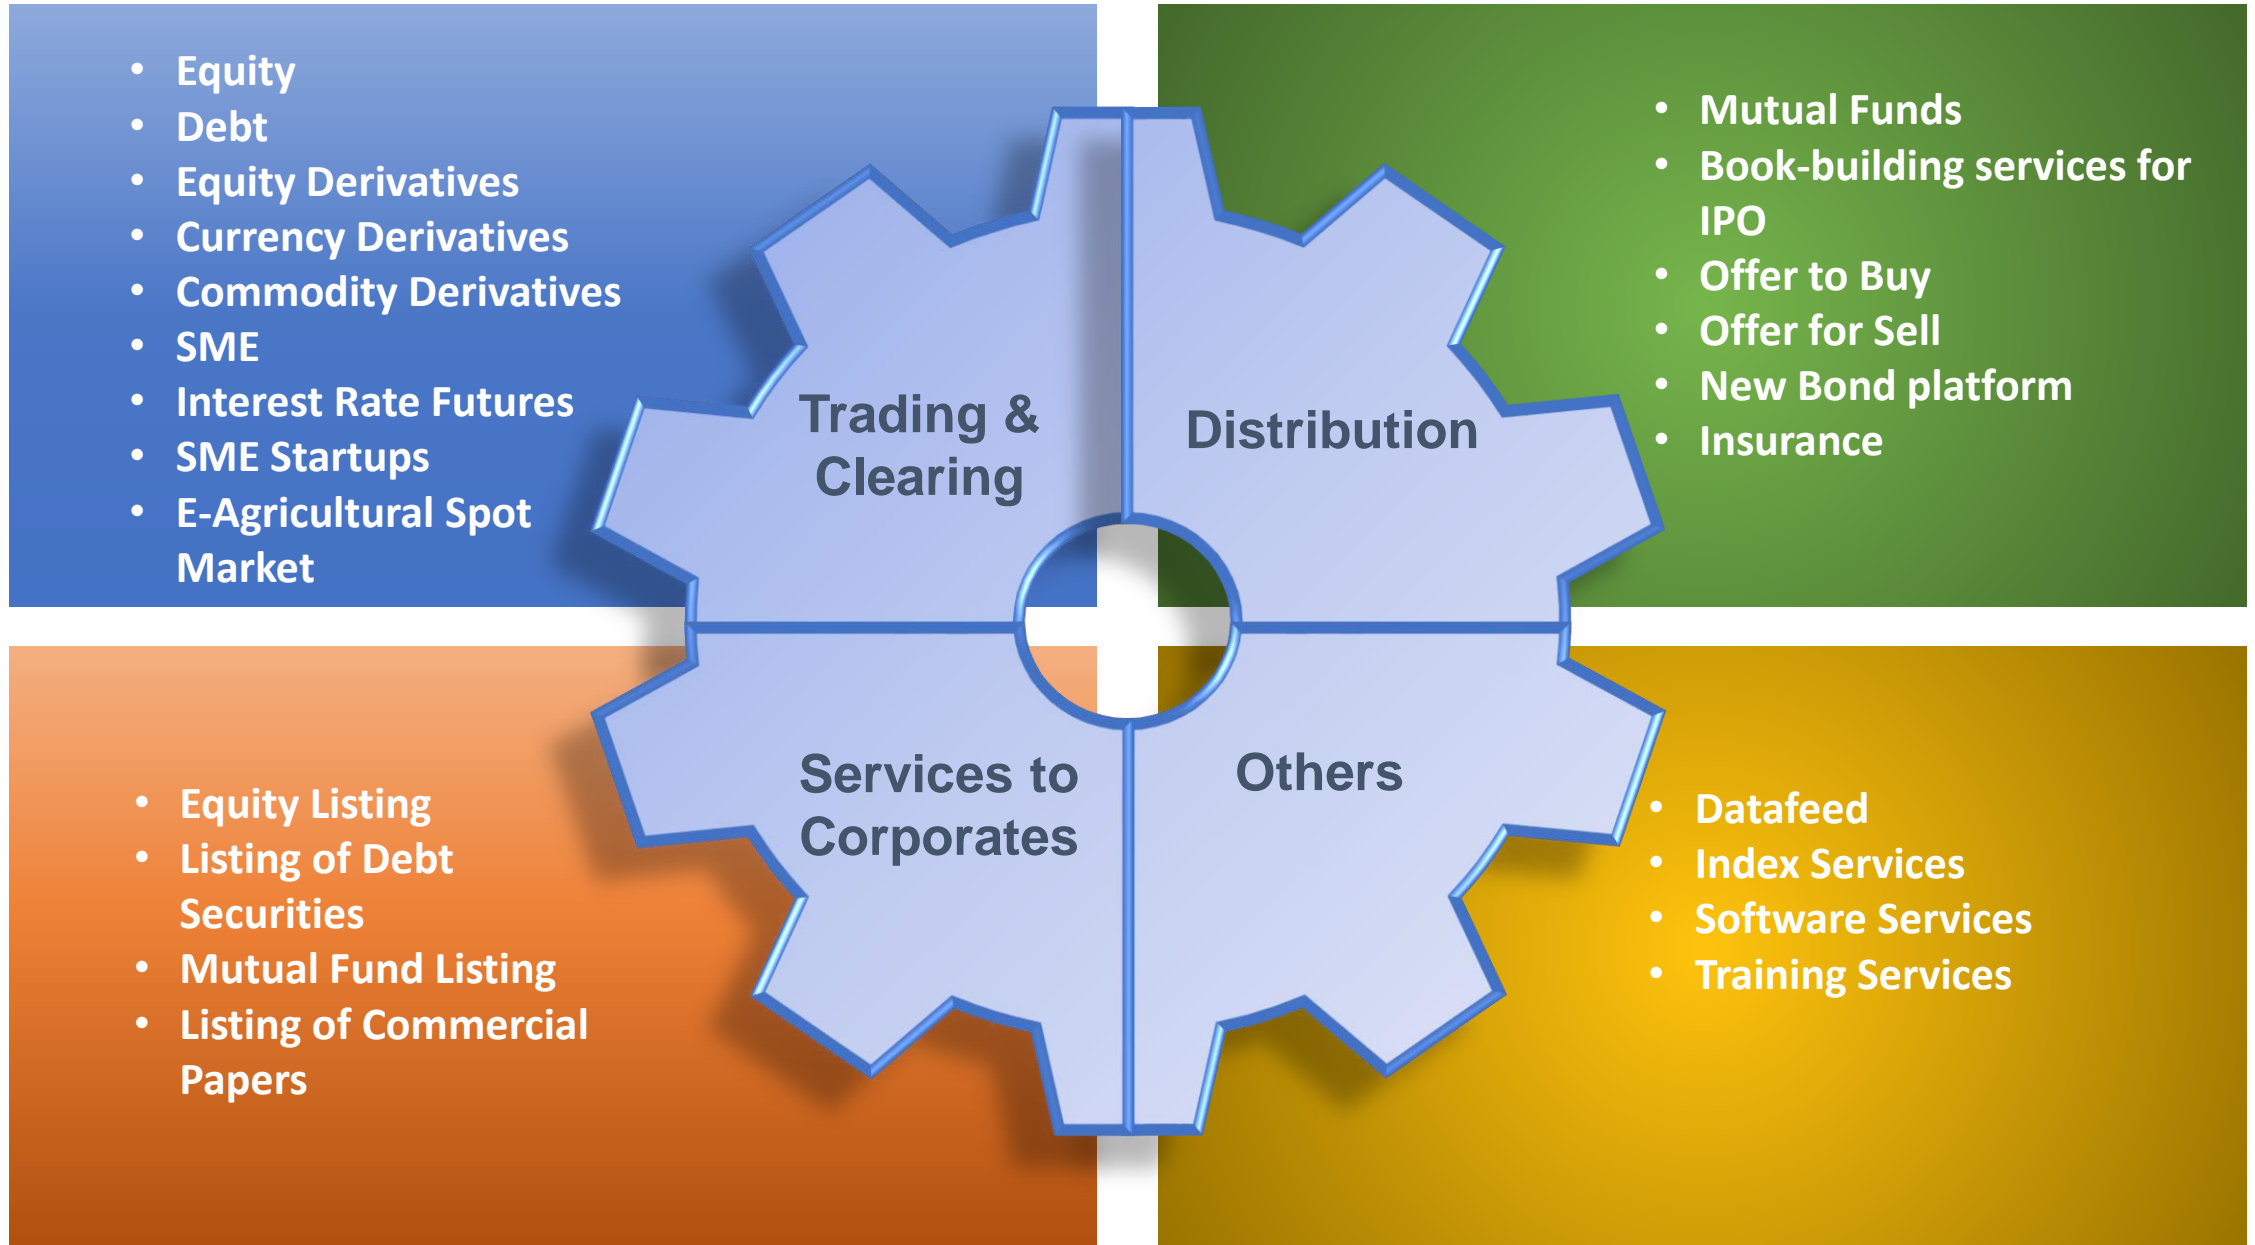 • Equity
• Debt
• Equity Derivatives
• Currency Derivatives
• Commodity Derivatives
• SME
• Interest Rate Futures
• SME Startups
• E-Agricultural Spot
Market
Trading &
Clearing
• Mutual Funds
• Book-building services for
IPO
• Offer to Buy
• Offer for Sell
• New Bond platform
• Insurance
Distribution
• Equity Listing
• Listing of Debt
Securities
• Mutual Fund Listing
• Listing of Commercial
Papers
Services to
Corporates
Others
• Datafeed
• Index Services
• Software Services
• Training Services